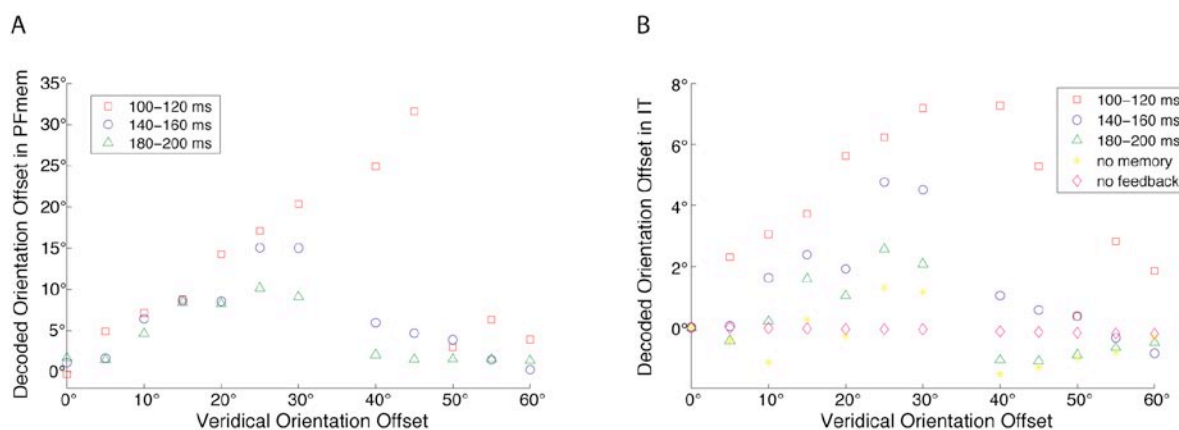 A
B
35°
30°
25°
20°
15°
10°
5°
0°
Decoded Orientation Offset in PFmem
100–120 ms
140–160 ms
180–200 ms
0° 10° 20° 30° 40° 50° 60°
Veridical Orientation Offset
8°
6°
4°
2°
0°
Decoded Orientation Offset in IT
100–120 ms
140–160 ms
180–200 ms
no memory
no feedback
0° 10° 20° 30° 40° 50° 60°
Veridical Orientation Offset